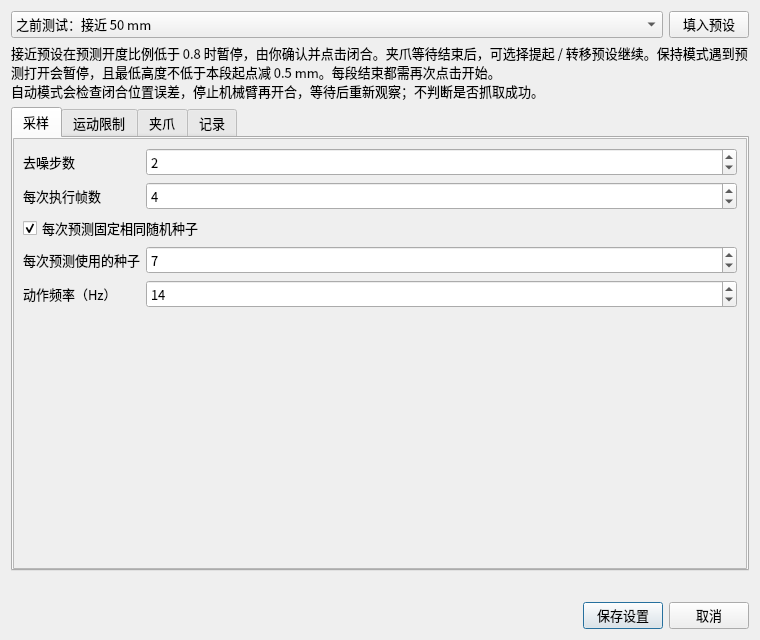 之前测试：接近 50 mm
填入预设
接近预设在预测开度比例低于 0.8 时暂停，由你确认并点击闭合。夹爪等待结束后，可选择提起 / 转移预设继续。保持模式遇到预
测打开会暂停，且最低高度不低于本段起点减 0.5 mm。每段结束都需再次点击开始。
自动模式会检查闭合位置误差，停止机械臂再开合，等待后重新观察；不判断是否抓取成功。
采样
运动限制
夹爪
记录
去噪步数
2
每次执行帧数
4
每次预测固定相同随机种子
每次预测使用的种子
7
动作频率（Hz）
14
保存设置
取消